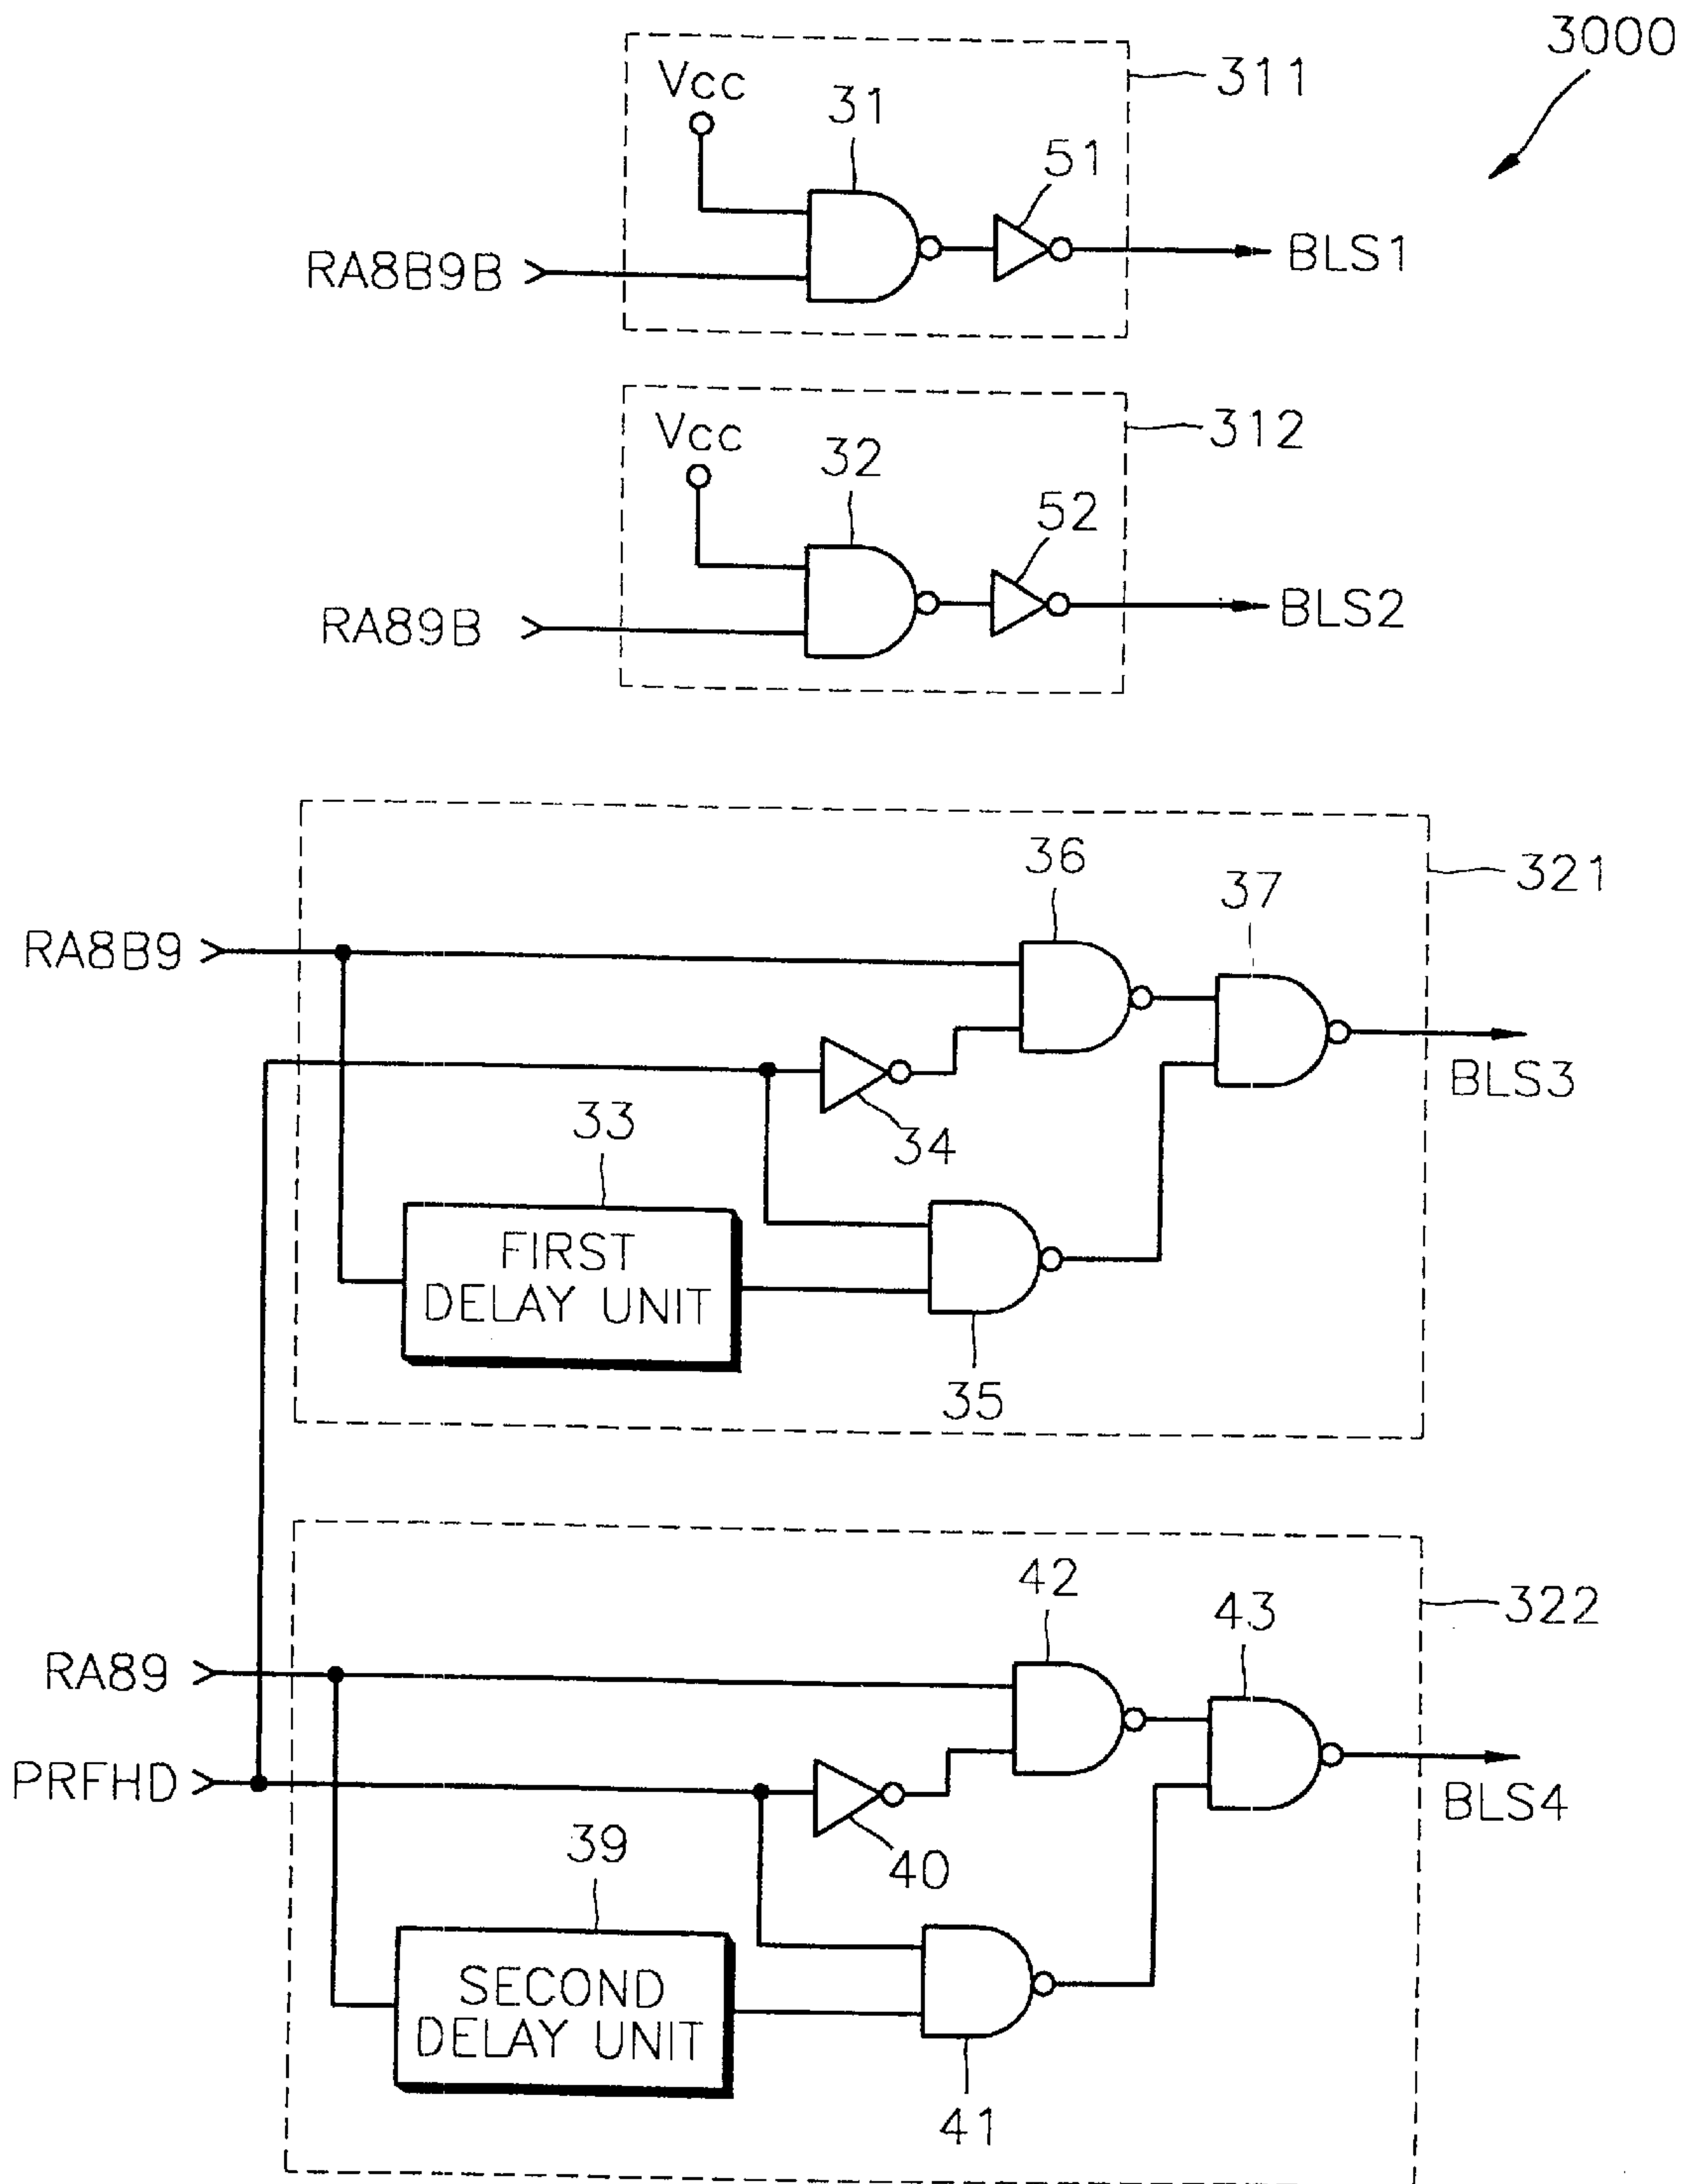 3000
311
Vcc
31
51
RA8B9B
BLS1
312
Vcc
32
52
RA89B
BLS2
321
36
37
RA8B9
BLS3
34
33
FIRST
DELAY UNIT
35
322
42
43
RA89
PRFHD
BLS4
40
39
SECOND
DELAY UNIT
41